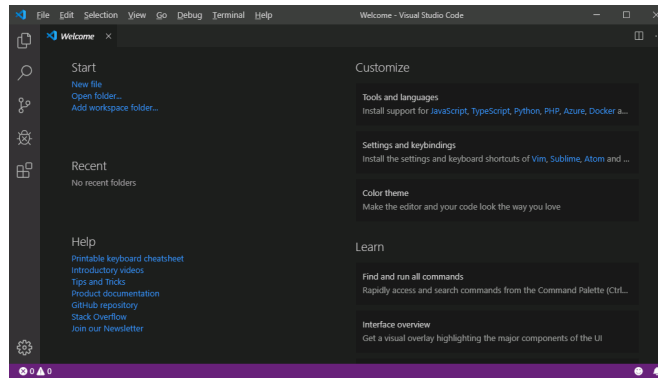 File Edit Selection View Go Debug Terminal Help Welcome - Visual Studio Code
Welcome
Start
New file
Open folder...
Add workspace folder...
Recent
No recent folders
Help
Printable keyboard cheatsheet
Introductory videos
Tips and Tricks
Product documentation
GitHub repository
Stack Overflow
Join our Newsletter
Customize
Tools and languages
Install support for JavaScript, TypeScript, Python, PHP, Azure, Docker a...
Settings and keybindings
Install the settings and keyboard shortcuts of Vim, Sublime, Atom and ...
Color theme
Make the editor and your code look the way you love
Learn
Find and run all commands
Rapidly access and search commands from the Command Palette (Ctrl...
Interface overview
Get a visual overlay highlighting the major components of the UI
0 0